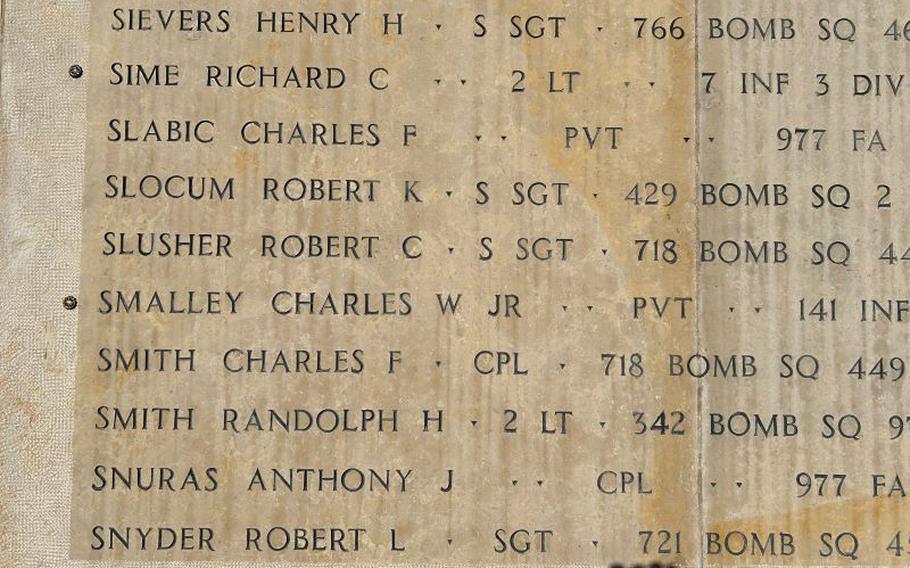 SIEVERS HENRY H · S SGT · 766 BOMB SQ 46
SIME RICHARD C · · 2 LT · · 7 INF 3 DIV
SLABIC CHARLES F · · PVT · · 977 FA
SLOCUM ROBERT K · S SGT · 429 BOMB SQ 2
SLUSHER ROBERT C · S SGT · 718 BOMB SQ 44
SMALLEY CHARLES W JR · · PVT · · 141 INF
SMITH CHARLES F · CPL · 718 BOMB SQ 449
SMITH RANDOLPH H · 2 LT · 342 BOMB SQ 97
SNURAS ANTHONY J · · CPL · · 977 FA
SNYDER ROBERT L · SGT · 721 BOMB SQ